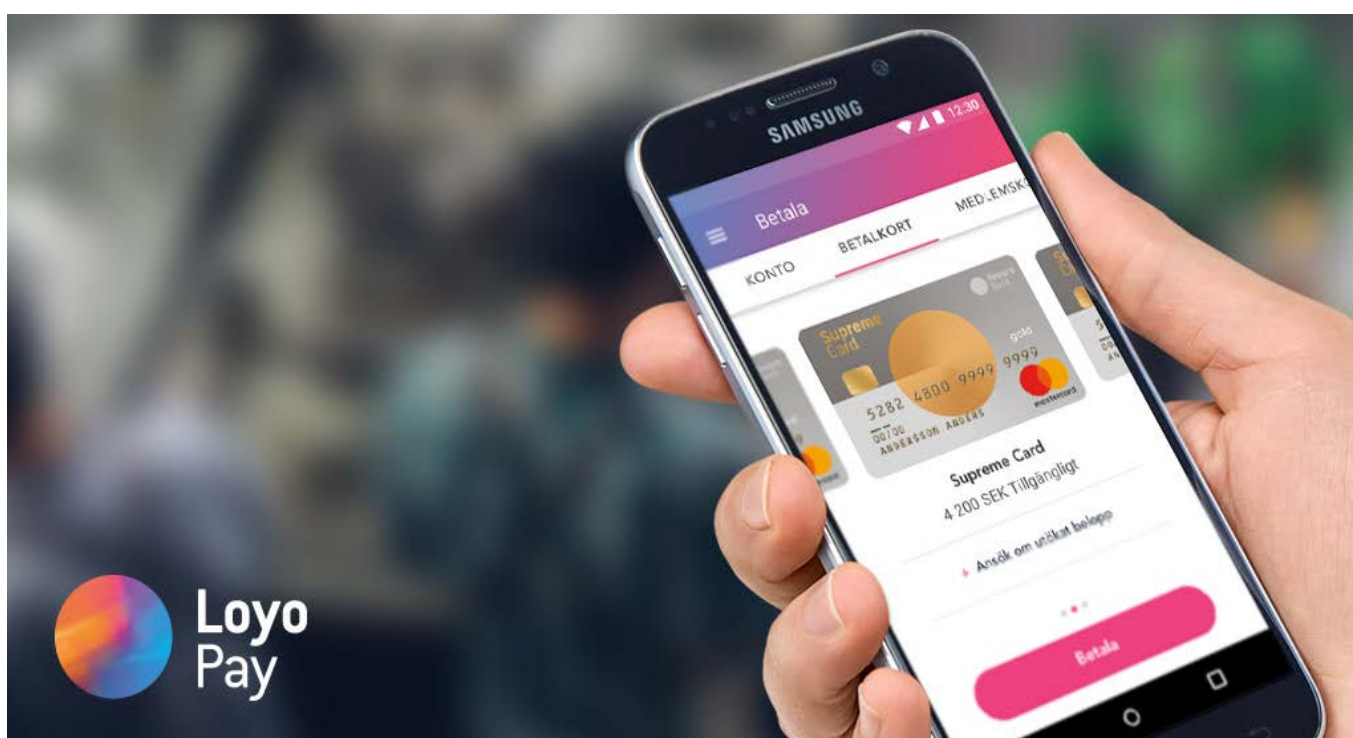 SAMSUNG
12:30
Betala
KONTO BETALKORT MEDLEMSK
Supreme
Card
gold
5282 4800 9999 9999
00/00
ANDERSSON ANDERS
mastercard
Supreme Card
4 200 SEK Tillgängligt
+ Ansök om utökat belopp
Betala
Loyo
Pay